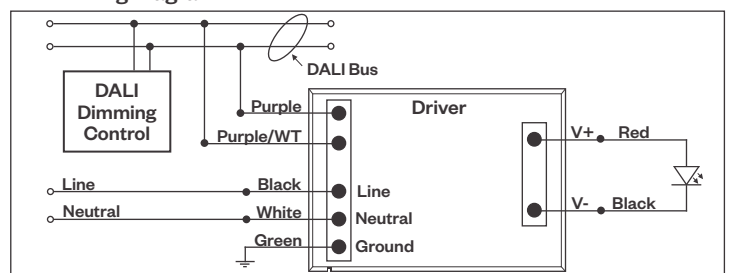 DALI Bus
DALI
Dimming
Control
Driver
Purple
Purple/WT
V+ Red
Line Black Line
Neutral White Neutral
V- Black
Green Ground